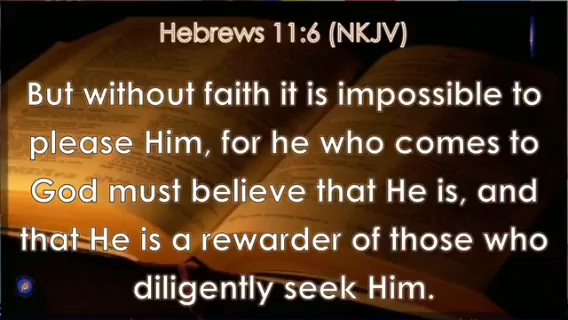 Hebrews 11:6 (NKJV)
But without faith it is impossible to
please Him, for he who comes to
God must believe that He is, and
that He is a rewarder of those who
diligently seek Him.